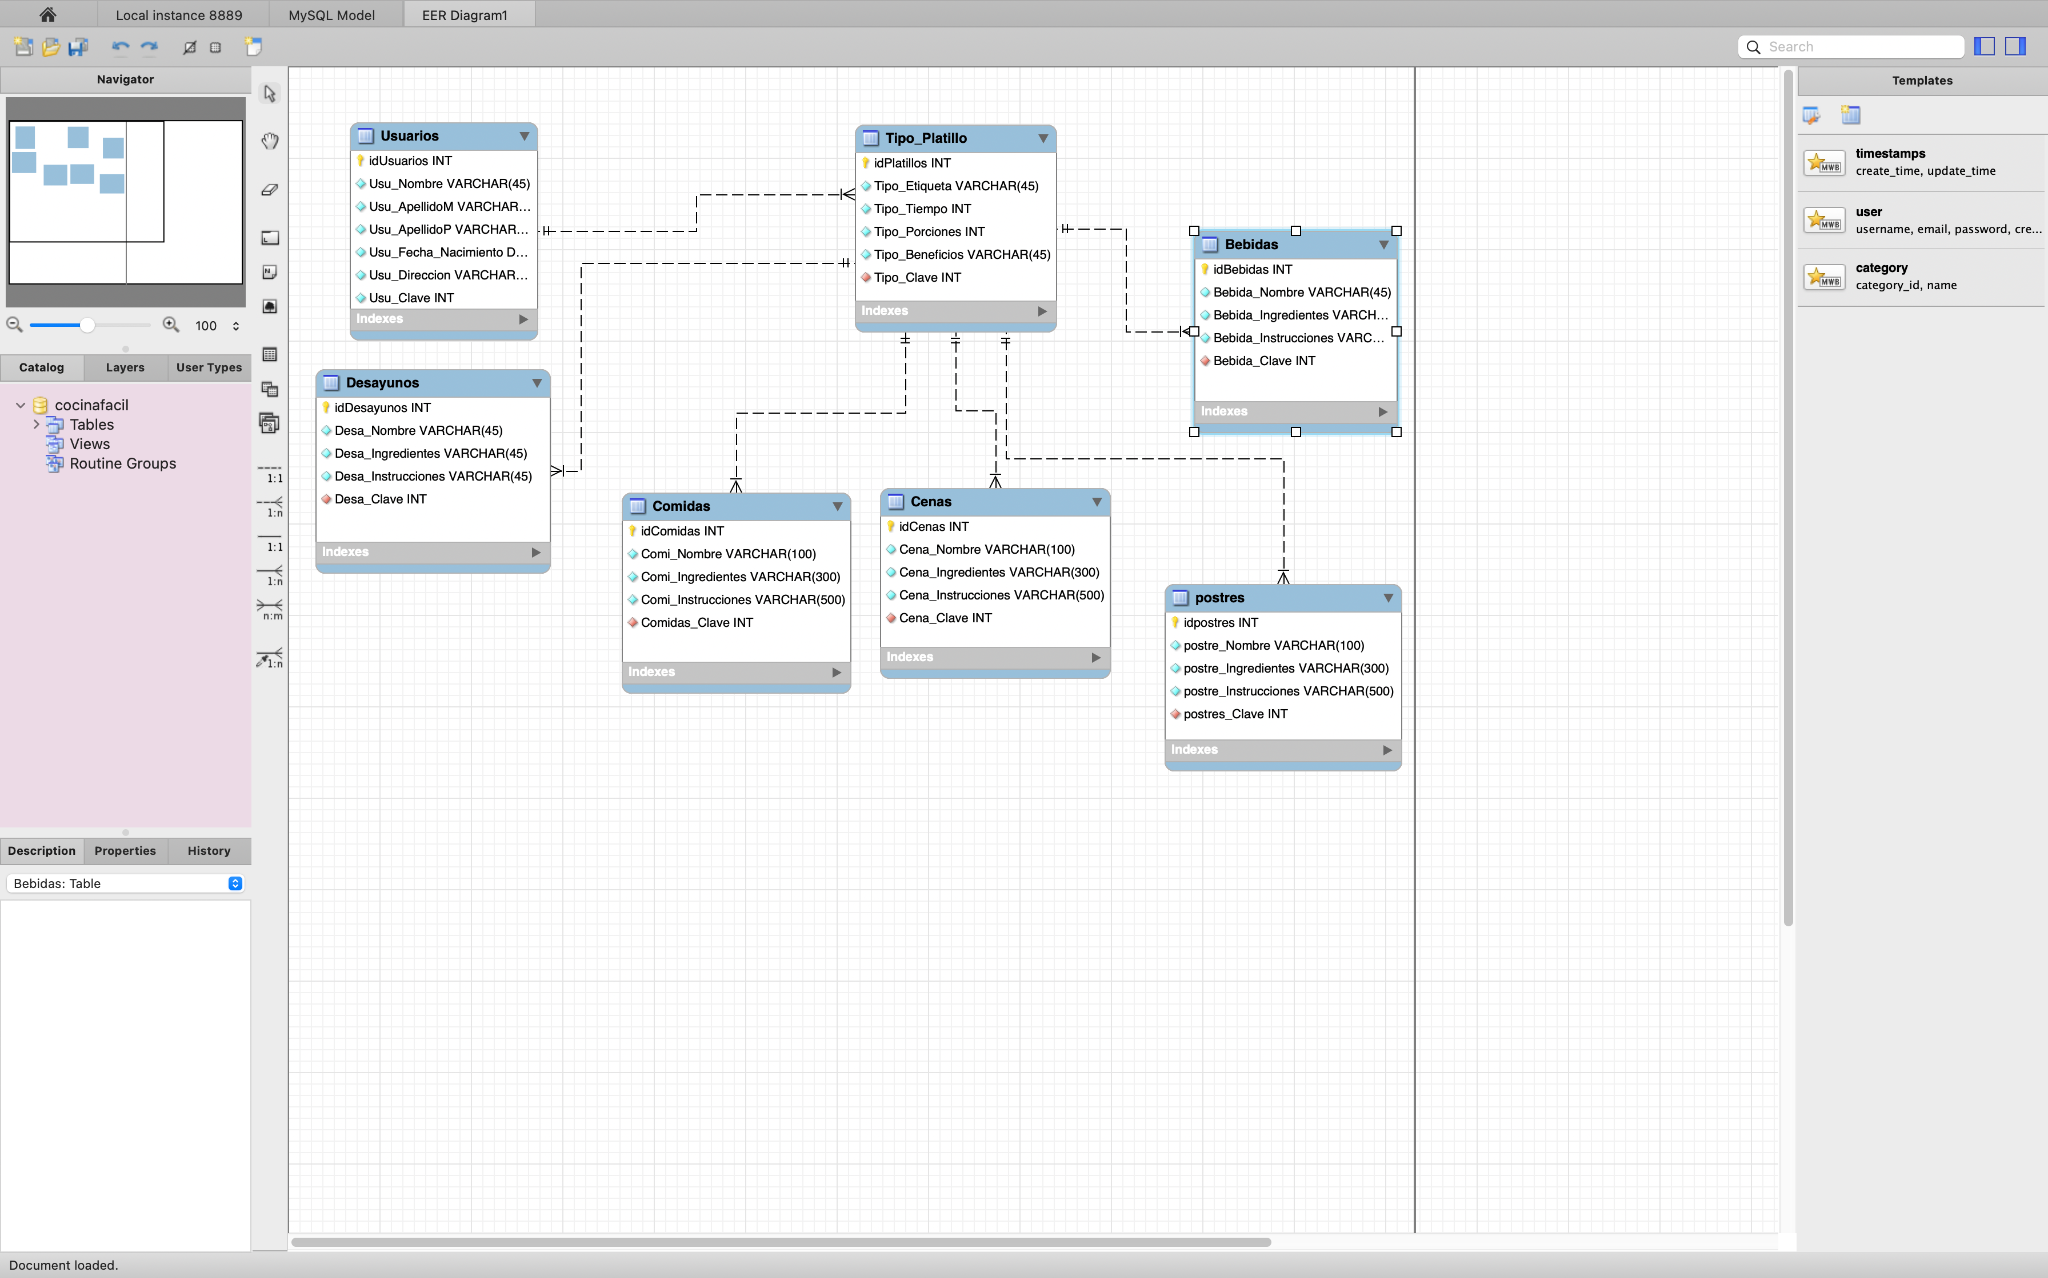 Local instance 8889
MySQL Model
EER Diagram1
Search
Navigator
100
Catalog
Layers
User Types
cocinafacil
Tables
Views
Routine Groups
Description
Properties
History
Bebidas: Table
Document loaded.
1:1
1:n
1:1
1:n
n:m
1:n
Usuarios
idUsuarios INT
Usu_Nombre VARCHAR(45)
Usu_ApellidoM VARCHAR...
Usu_ApellidoP VARCHAR...
Usu_Fecha_Nacimiento D...
Usu_Direccion VARCHAR...
Usu_Clave INT
Indexes
Desayunos
idDesayunos INT
Desa_Nombre VARCHAR(45)
Desa_Ingredientes VARCHAR(45)
Desa_Instrucciones VARCHAR(45)
Desa_Clave INT
Indexes
Tipo_Platillo
idPlatillos INT
Tipo_Etiqueta VARCHAR(45)
Tipo_Tiempo INT
Tipo_Porciones INT
Tipo_Beneficios VARCHAR(45)
Tipo_Clave INT
Indexes
Bebidas
idBebidas INT
Bebida_Nombre VARCHAR(45)
Bebida_Ingredientes VARCH...
Bebida_Instrucciones VARC...
Bebida_Clave INT
Indexes
Comidas
idComidas INT
Comi_Nombre VARCHAR(100)
Comi_Ingredientes VARCHAR(300)
Comi_Instrucciones VARCHAR(500)
Comidas_Clave INT
Indexes
Cenas
idCenas INT
Cena_Nombre VARCHAR(100)
Cena_Ingredientes VARCHAR(300)
Cena_Instrucciones VARCHAR(500)
Cena_Clave INT
Indexes
postres
idpostres INT
postre_Nombre VARCHAR(100)
postre_Ingredientes VARCHAR(300)
postre_Instrucciones VARCHAR(500)
postres_Clave INT
Indexes
Templates
MWB
timestamps
create_time, update_time
MWB
user
username, email, password, cre...
MWB
category
category_id, name